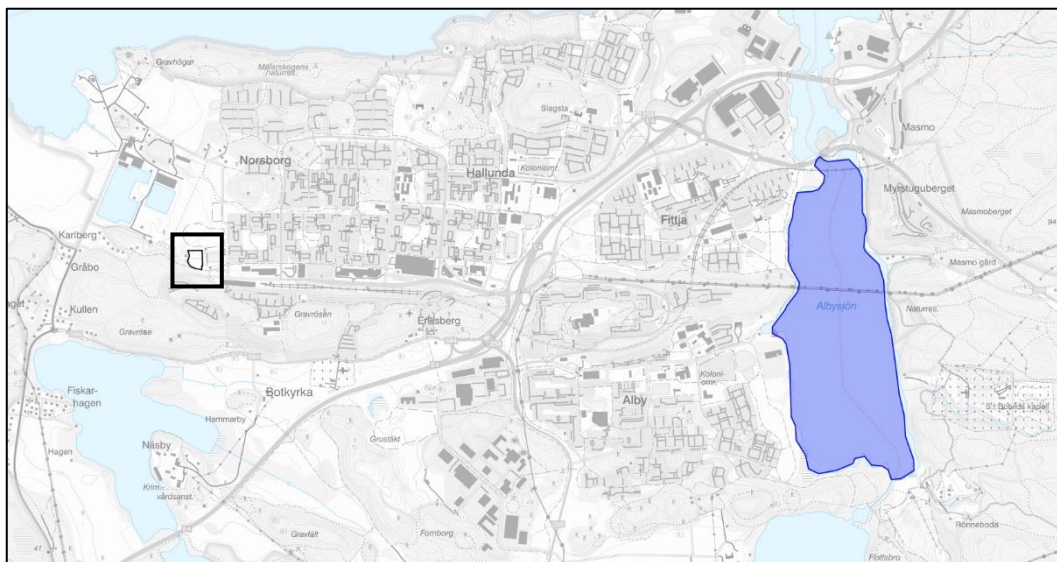 Gravhögar
Mälarskogens
naturres.
Slagsta
Masmo
Norsborg
Hallunda
Koloniomr.
Myrstuguberget
Fittja
Masmoberget
Karlberg
Gråbo
Masmo gård
Kullen
Albysjön
Naturres.
Gravröse
Gravrösen
Eriksberg
Fiskar-
hagen
Botkyrka
Koloni-
omr.
Alby
S:t Botvids kapell
Hammarby
Grustäkt
Näsby
Hagen
Krim.-
vårdsanst.
Rönneboda
Gravfält
Fornborg
Flottsbro
41